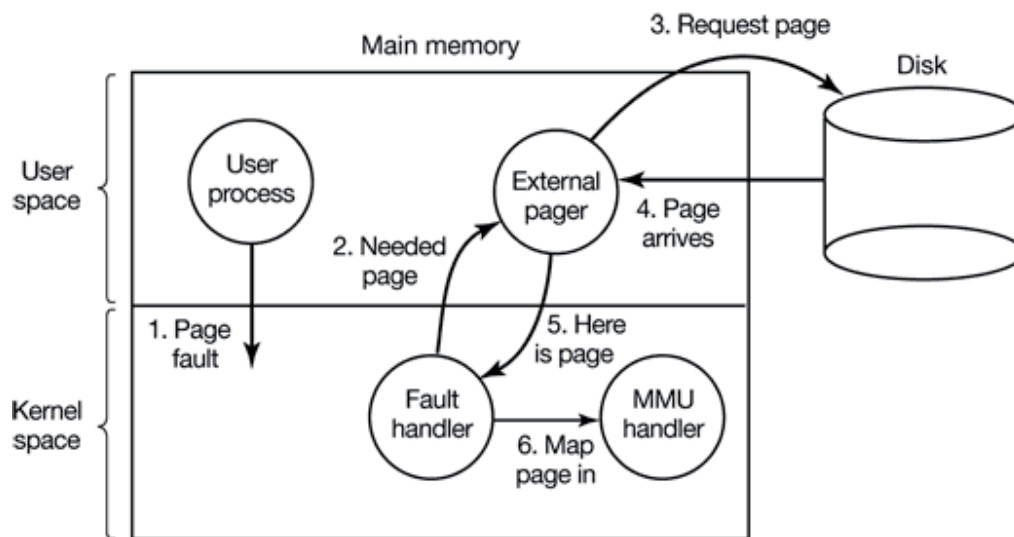 3. Request page
Main memory
Disk
User
space
User
process
External
pager
4. Page
arrives
2. Needed
page
1. Page
fault
5. Here
is page
Kernel
space
Fault
handler
MMU
handler
6. Map
page in